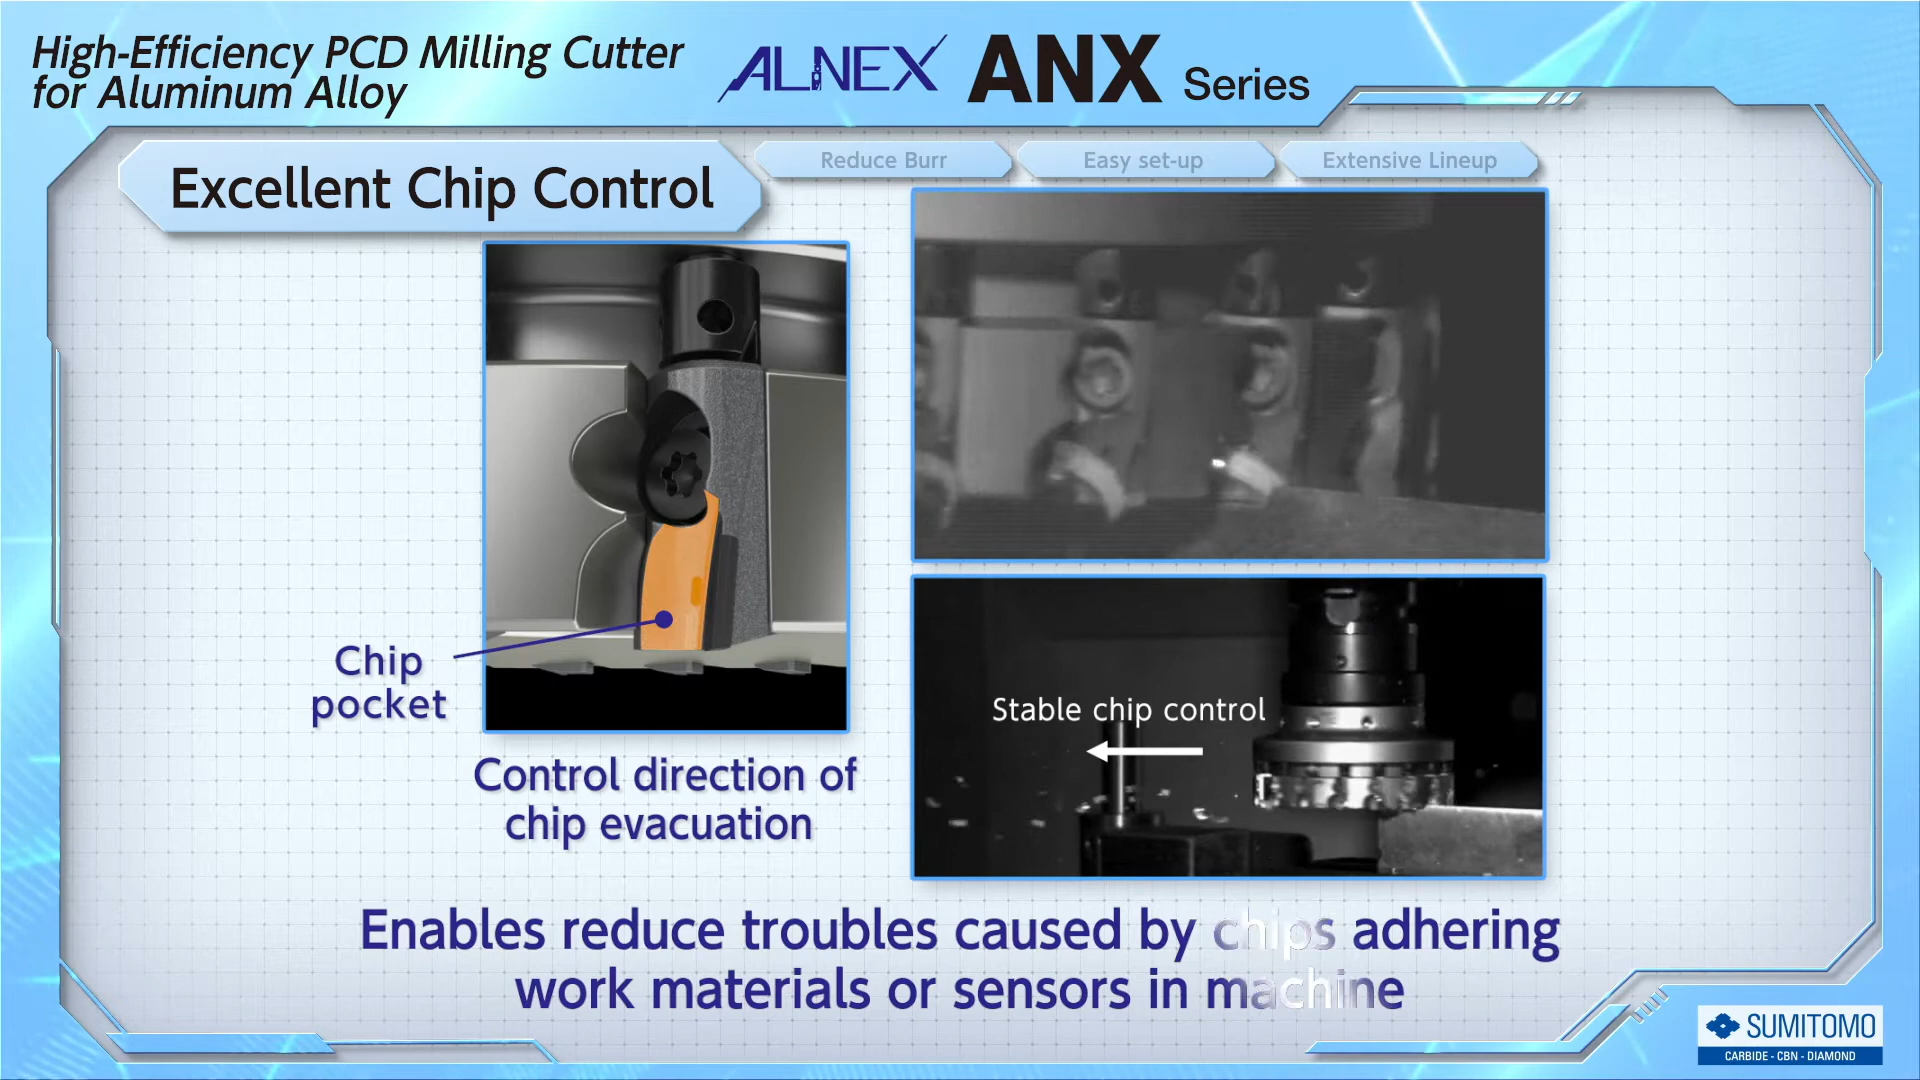 High-Efficiency PCD Milling Cutter
for Aluminum Alloy
ALNEX ANX Series
Excellent Chip Control
Reduce Burr
Easy set-up
Extensive Lineup
Chip
pocket
Stable chip control
Control direction of
chip evacuation
Enables reduce troubles caused by chips adhering
work materials or sensors in machine
SUMITOMO
CARBIDE - CBN - DIAMOND